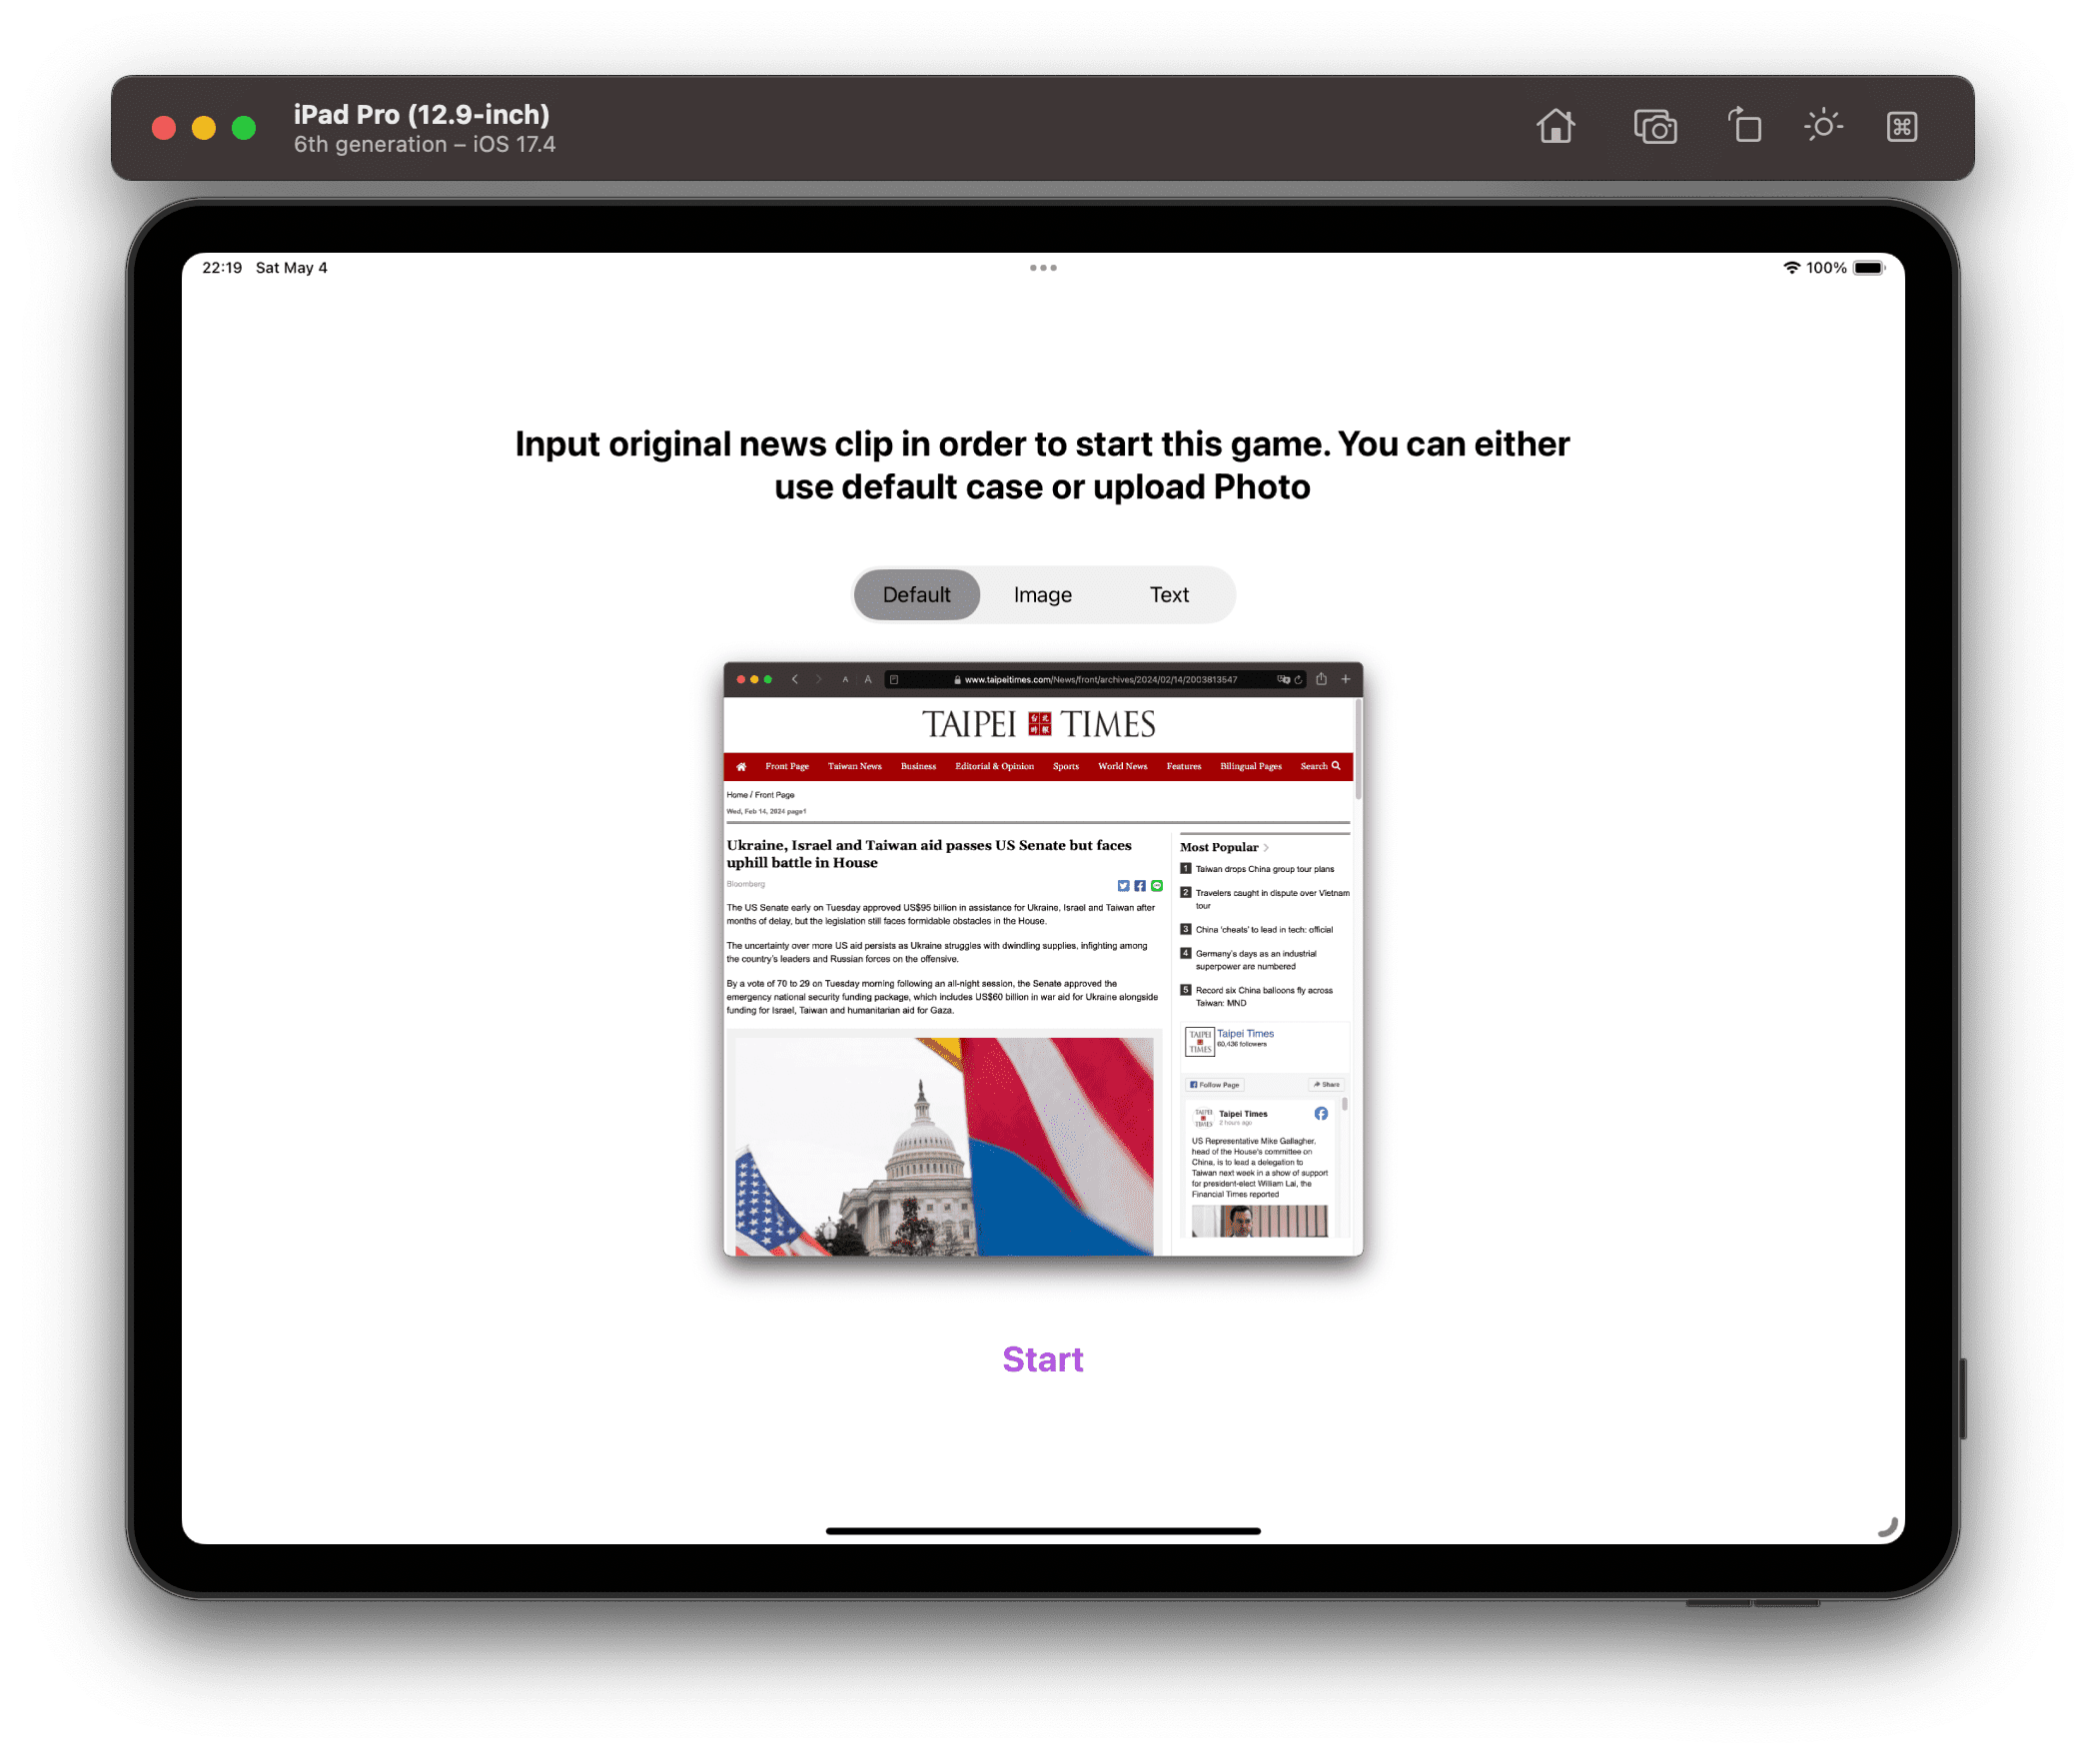 iPad Pro (12.9-inch)
6th generation – iOS 17.4
22:19 Sat May 4
100%
Input original news clip in order to start this game. You can either
use default case or upload Photo
Default Image Text
A A www.taipeitimes.com/News/front/archives/2024/02/14/2003813547
TAIPEI 台北時報 TIMES
Front Page Taiwan News Business Editorial & Opinion Sports World News Features Bilingual Pages Search
Home / Front Page
Wed, Feb 14, 2024 page1
Ukraine, Israel and Taiwan aid passes US Senate but faces
uphill battle in House
Bloomberg
The US Senate early on Tuesday approved US$95 billion in assistance for Ukraine, Israel and Taiwan after
months of delay, but the legislation still faces formidable obstacles in the House.
The uncertainty over more US aid persists as Ukraine struggles with dwindling supplies, infighting among
the country's leaders and Russian forces on the offensive.
By a vote of 70 to 29 on Tuesday morning following an all-night session, the Senate approved the
emergency national security funding package, which includes US$60 billion in war aid for Ukraine alongside
funding for Israel, Taiwan and humanitarian aid for Gaza.
Most Popular
1 Taiwan drops China group tour plans
2 Travelers caught in dispute over Vietnam
tour
3 China 'cheats' to lead in tech: official
4 Germany's days as an industrial
superpower are numbered
5 Record six China balloons fly across
Taiwan: MND
TAIPEI
TIMES
Taipei Times
60,436 followers
Follow Page Share
TAIPEI
TIMES
Taipei Times
2 hours ago
US Representative Mike Gallagher,
head of the House's committee on
China, is to lead a delegation to
Taiwan next week in a show of support
for president-elect William Lai, the
Financial Times reported
Start